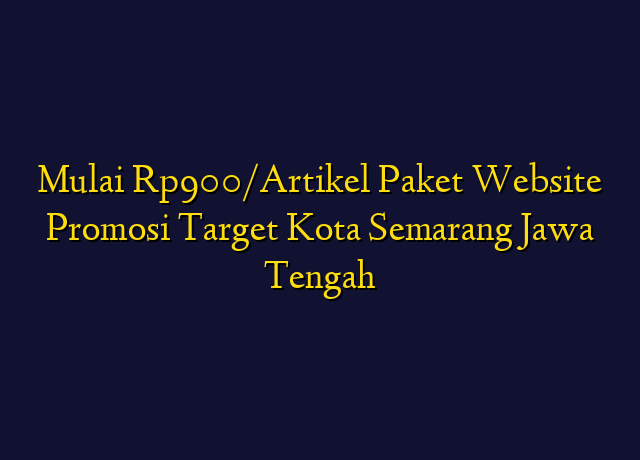 Mulai Rp900/Artikel Paket Website
Promosi Target Kota Semarang Jawa
Tengah